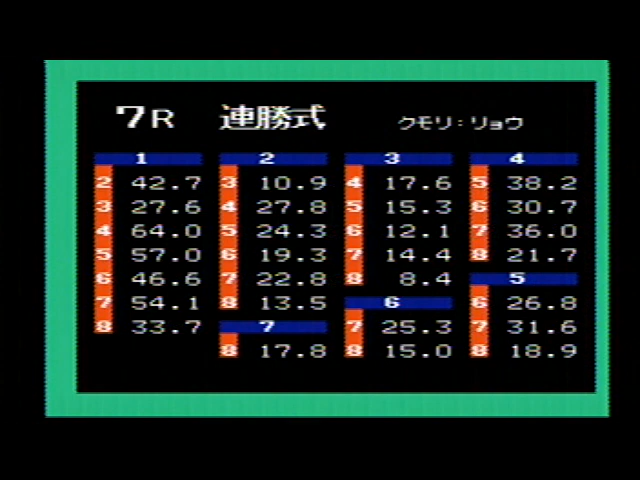 7R 連勝式 クモリ:リョウ
1 2 3 4
2 42.7 3 10.9 4 17.6 5 38.2
3 27.6 4 27.8 5 15.3 6 30.7
4 64.0 5 24.3 6 12.1 7 36.0
5 57.0 6 19.3 7 14.4 8 21.7
6 46.6 7 22.8 8 8.4 5
7 54.1 8 13.5 6 6 26.8
8 33.7 7 7 25.3 7 31.6
8 17.8 8 15.0 8 18.9